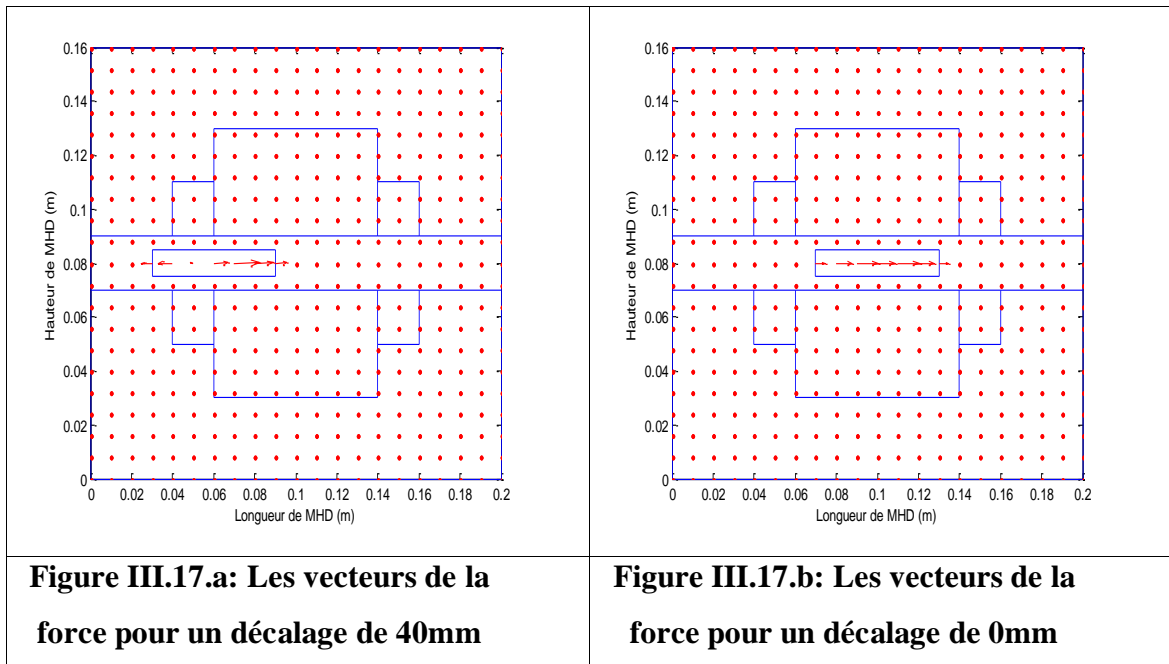 0.16
0.14
0.12
0.1
0.08
0.06
0.04
0.02
0
Hauteur de MHD (m)
0 0.02 0.04 0.06 0.08 0.1 0.12 0.14 0.16 0.18 0.2
Longueur de MHD (m)
0.16
0.14
0.12
0.1
0.08
0.06
0.04
0.02
0
Hauteur de MHD (m)
0 0.02 0.04 0.06 0.08 0.1 0.12 0.14 0.16 0.18 0.2
Longueur de MHD (m)
Figure III.17.a: Les vecteurs de la
force pour un décalage de 40mm
Figure III.17.b: Les vecteurs de la
force pour un décalage de 0mm